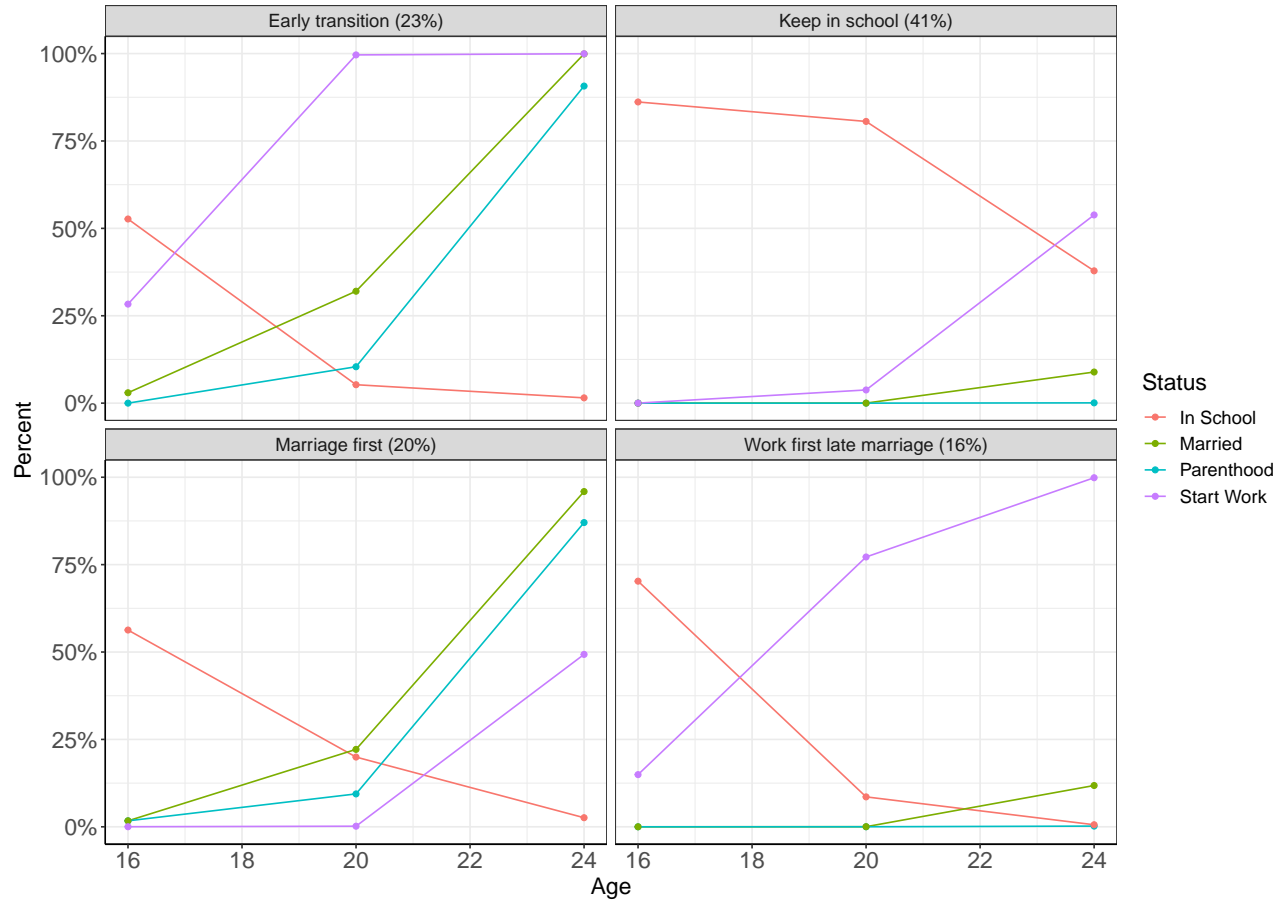 Early transition (23%)
Keep in school (41%)
100%
75%
50%
25%
0%
Marriage first (20%)
Work first late marriage (16%)
100%
75%
50%
25%
0%
16 18 20 22 24
16 18 20 22 24
Age
Percent
Status
In School
Married
Parenthood
Start Work